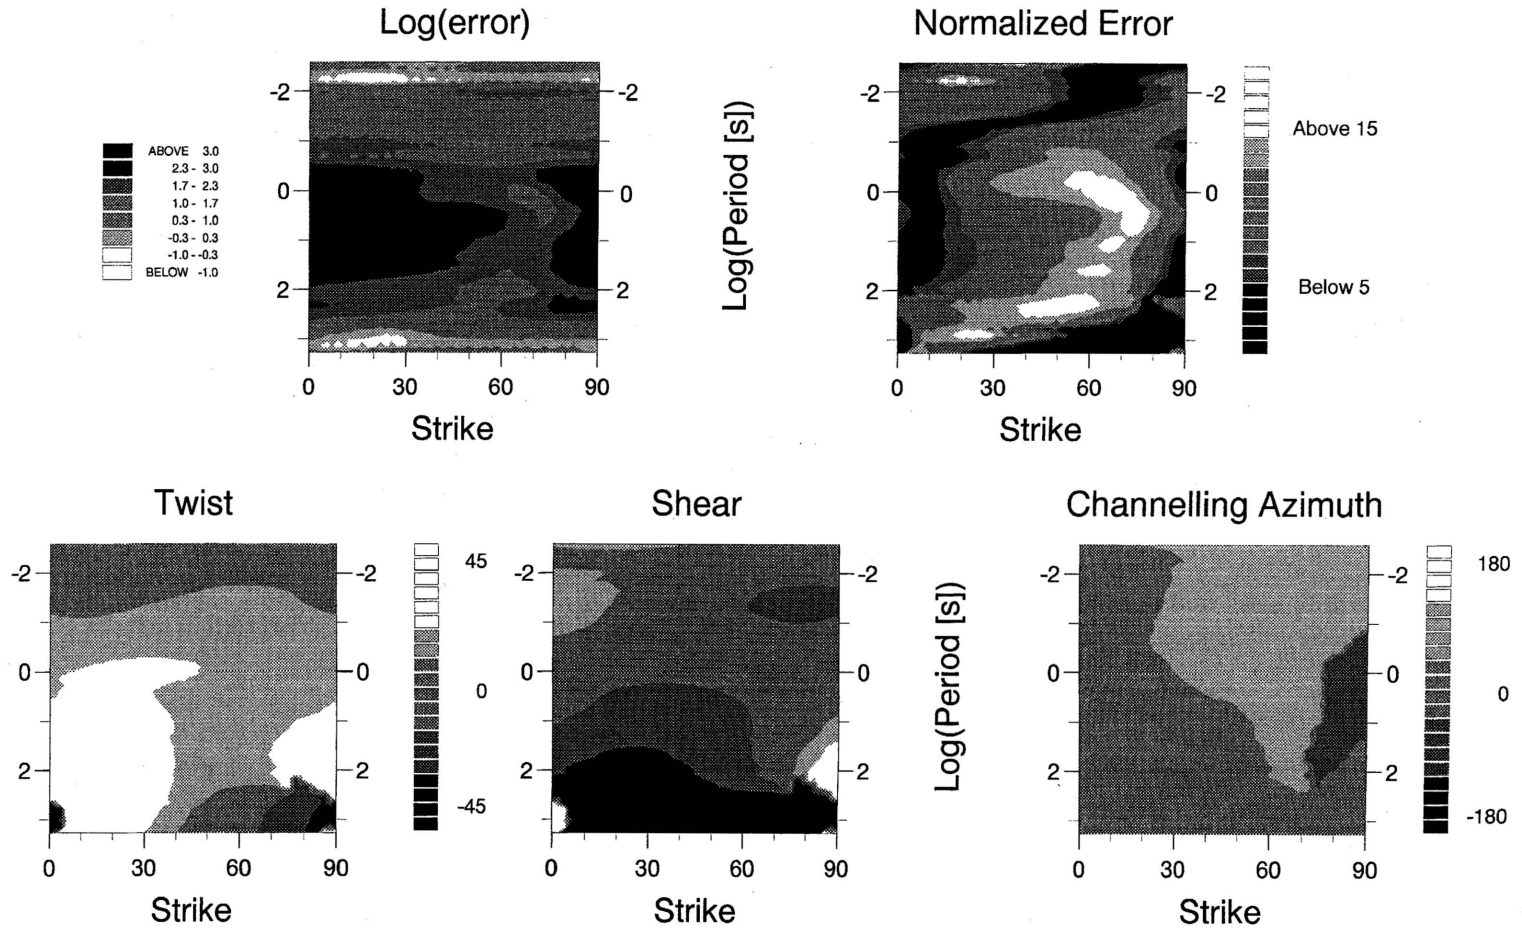 Log(error)
Normalized Error
ABOVE 3.0
2.3 - 3.0
1.7 - 2.3
1.0 - 1.7
0.3 - 1.0
-0.3 - 0.3
-1.0 - -0.3
BELOW -1.0
-2
0
2
-2
0
2
0 30 60 90
Strike
Log(Period [s])
-2
0
2
-2
0
2
0 30 60 90
Strike
Above 15
Below 5
Twist
Shear
Channelling Azimuth
-2
0
2
-2
0
2
0 30 60 90
Strike
45
0
-45
-2
0
2
-2
0
2
0 30 60 90
Strike
Log(Period [s])
-2
0
2
-2
0
2
0 30 60 90
Strike
180
0
-180